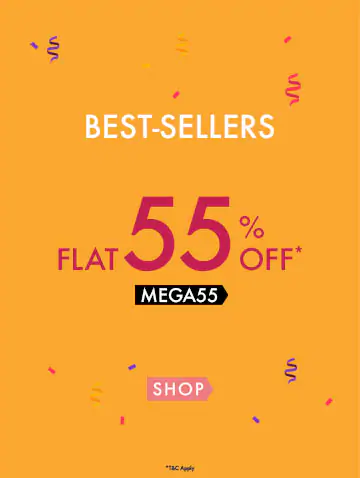 BEST-SELLERS
FLAT 55% OFF*
MEGA55
SHOP
*T&C Apply